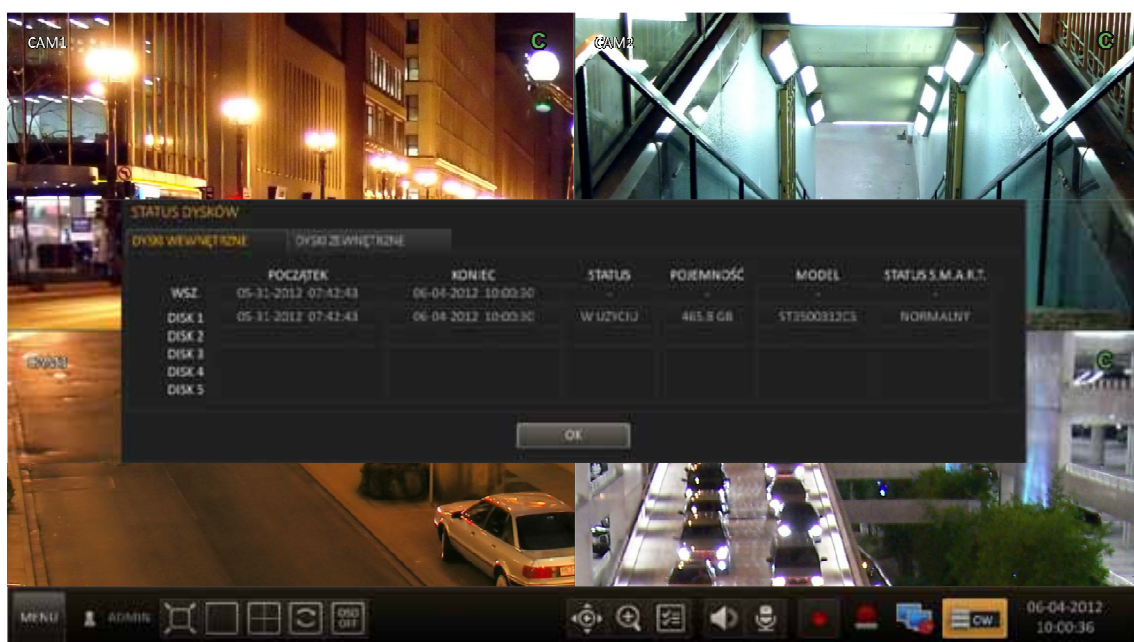 CAM1 C
CAM2 C
STATUS DYSKÓW
DYSKI WEWNĘTRZNE DYSKI ZEWNĘTRZNE
POCZĄTEK KONIEC STATUS POJEMNOŚĆ MODEL STATUS S.M.A.R.T.
WSZ. 05-31-2012 07:42:43 06-04-2012 10:00:30 - - - -
DISK 1 05-31-2012 07:42:43 06-04-2012 10:00:30 W UŻYCIU 465.8 GB ST3500312CS NORMALNY
DISK 2
DISK 3
DISK 4
DISK 5
CAM3 C
OK
MENU ADMIN OSD OFF CW 06-04-2012
10:00:36